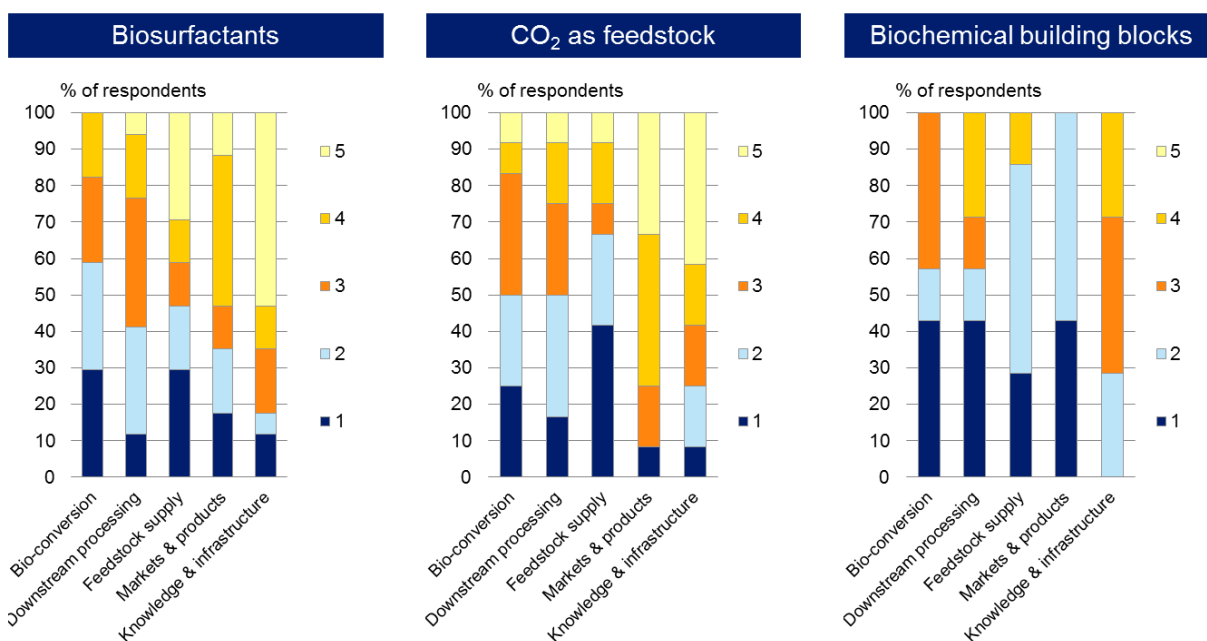 Biosurfactants
% of respondents
100
90
80
70
60
50
40
30
20
10
0
5
4
3
2
1
Bio-conversion
Downstream processing
Feedstock supply
Markets & products
Knowledge & infrastructure
CO₂ as feedstock
% of respondents
100
90
80
70
60
50
40
30
20
10
0
5
4
3
2
1
Bio-conversion
Downstream processing
Feedstock supply
Markets & products
Knowledge & infrastructure
Biochemical building blocks
% of respondents
100
90
80
70
60
50
40
30
20
10
0
5
4
3
2
1
Bio-conversion
Downstream processing
Feedstock supply
Markets & products
Knowledge & infrastructure